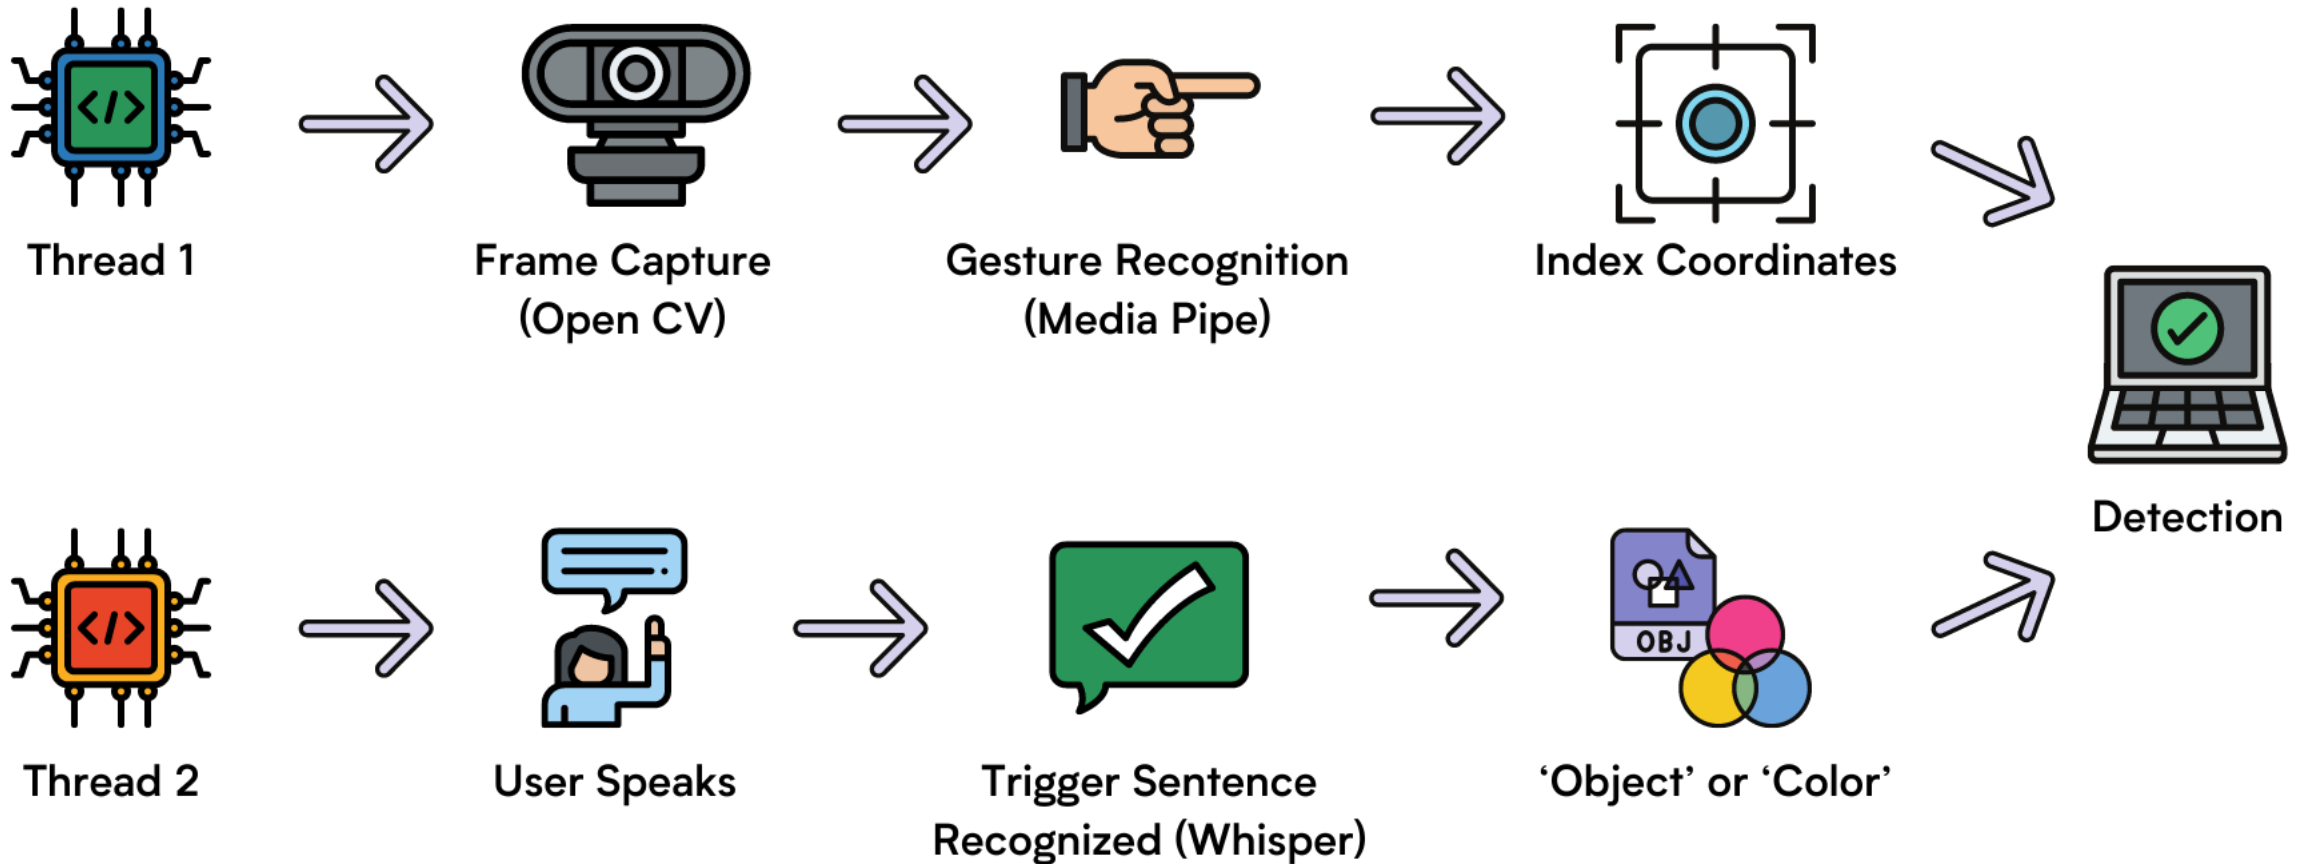 </>
Thread 1
Frame Capture
(Open CV)
Gesture Recognition
(Media Pipe)
Index Coordinates
Detection
</>
Thread 2
User Speaks
Trigger Sentence
Recognized (Whisper)
OBJ
‘Object’ or ‘Color’